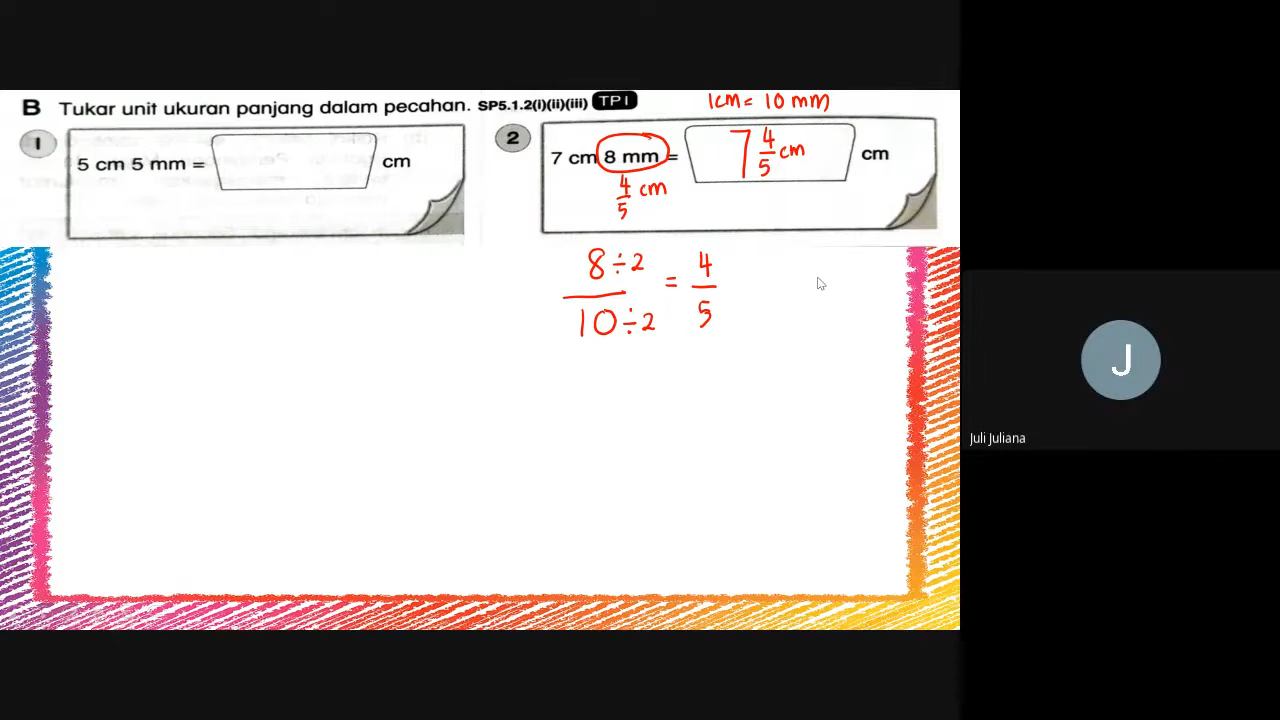 B Tukar unit ukuran panjang dalam pecahan. SP5.1.2(i)(ii)(iii) TP1
1cm = 10 mm
1
5 cm 5 mm = cm
2
7 cm 8 mm = 7 4/5 cm cm
4/5 cm
8 ÷ 2 / 10 ÷ 2 = 4/5
J
Juli Juliana